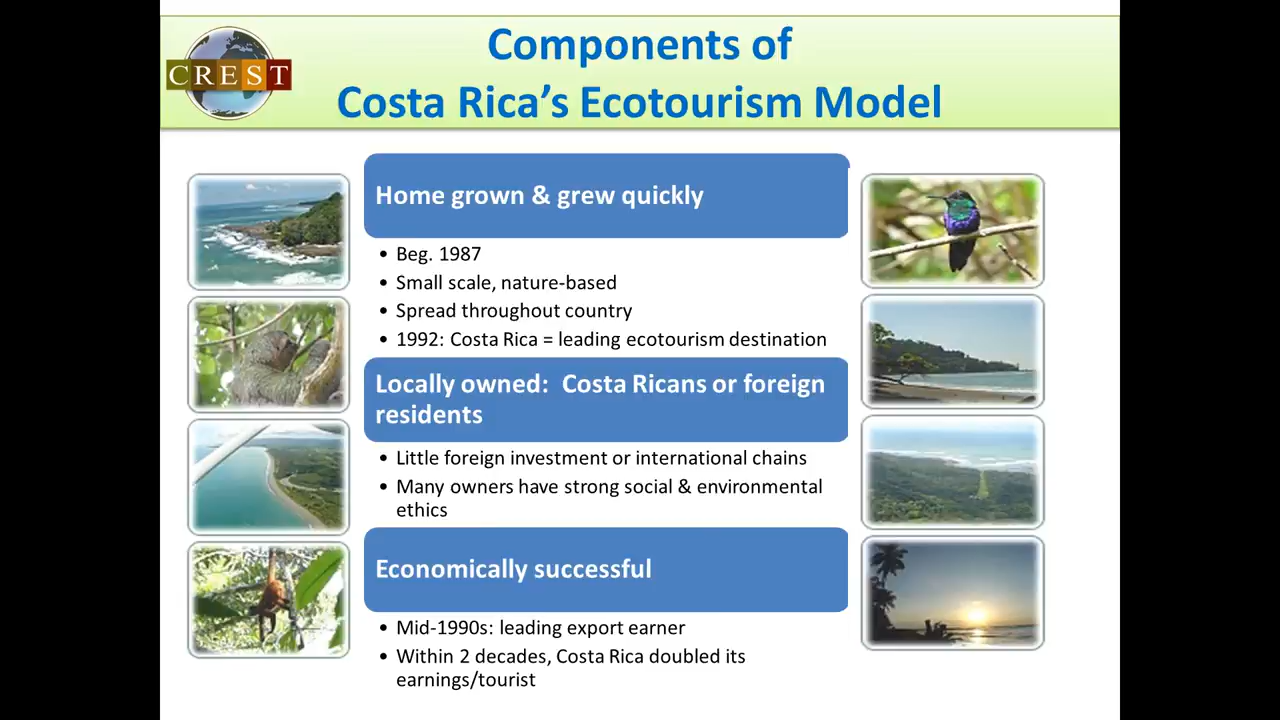 CREST
Components of
Costa Rica’s Ecotourism Model
Home grown & grew quickly
• Beg. 1987
• Small scale, nature-based
• Spread throughout country
• 1992: Costa Rica = leading ecotourism destination
Locally owned: Costa Ricans or foreign
residents
• Little foreign investment or international chains
• Many owners have strong social & environmental
ethics
Economically successful
• Mid-1990s: leading export earner
• Within 2 decades, Costa Rica doubled its
earnings/tourist